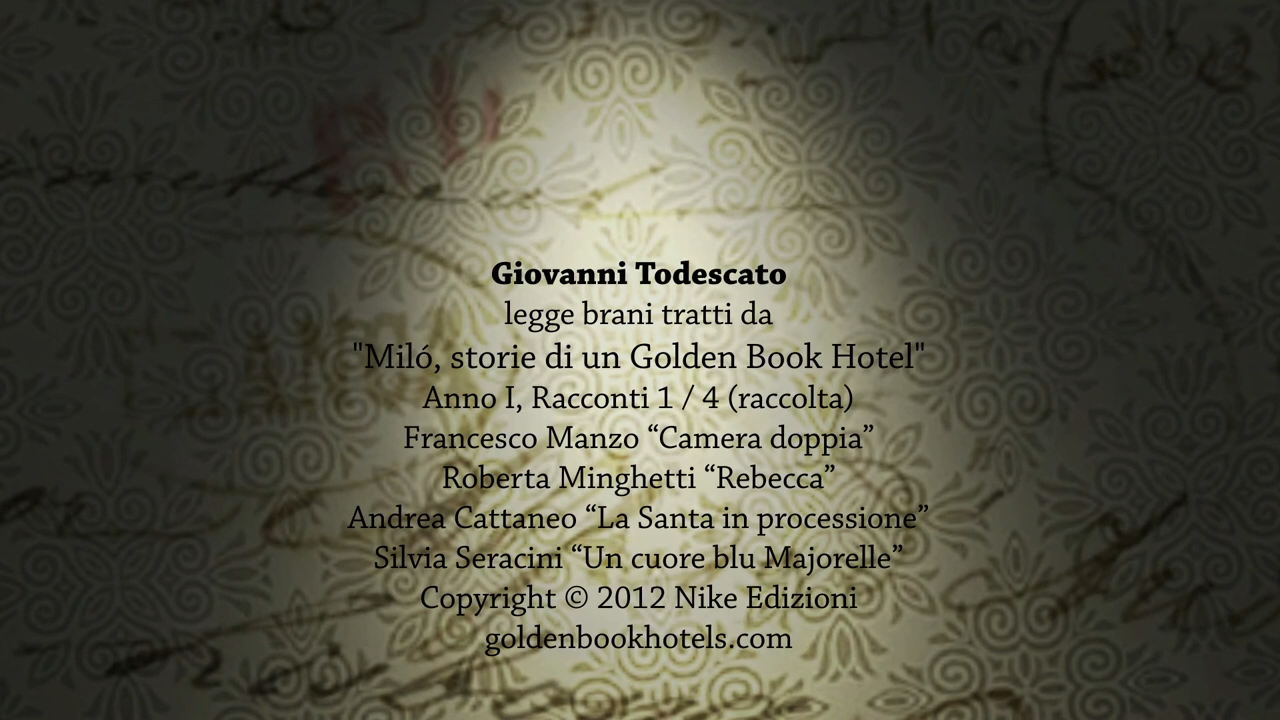 Giovanni Todescato
legge brani tratti da
"Miló, storie di un Golden Book Hotel"
Anno I, Racconti 1 / 4 (raccolta)
Francesco Manzo “Camera doppia”
Roberta Minghetti “Rebecca”
Andrea Cattaneo “La Santa in processione”
Silvia Seracini “Un cuore blu Majorelle”
Copyright © 2012 Nike Edizioni
goldenbookhotels.com